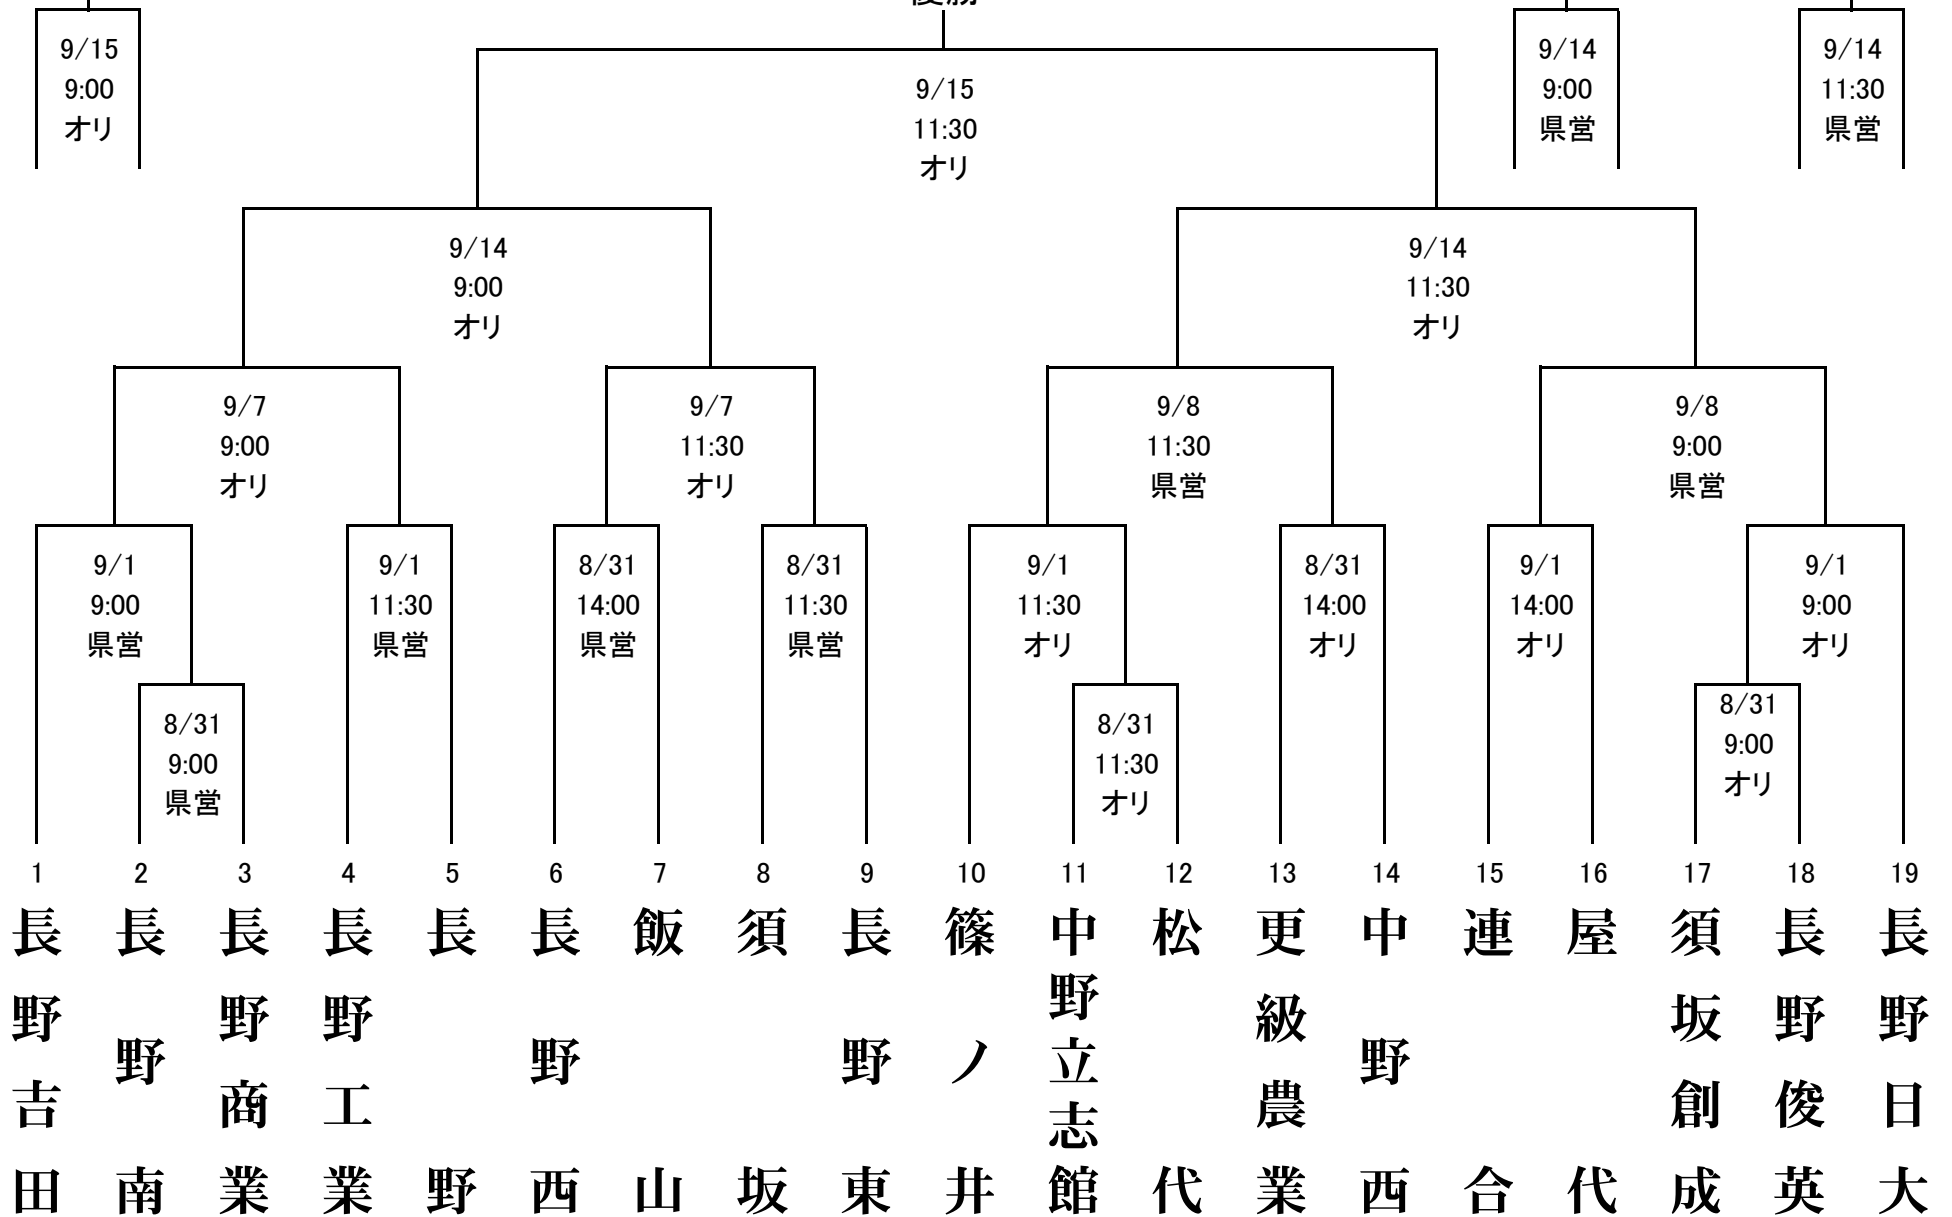 優勝
9/15
9:00
オリ
9/15
11:30
オリ
9/14
9:00
県営
9/14
11:30
県営
9/14
9:00
オリ
9/14
11:30
オリ
9/7
9:00
オリ
9/7
11:30
オリ
9/8
11:30
県営
9/8
9:00
県営
9/1
9:00
県営
9/1
11:30
県営
8/31
14:00
県営
8/31
11:30
県営
9/1
11:30
オリ
8/31
14:00
オリ
9/1
14:00
オリ
9/1
9:00
オリ
8/31
9:00
県営
8/31
11:30
オリ
8/31
9:00
オリ
1 2 3 4 5 6 7 8 9 10 11 12 13 14 15 16 17 18 19
長野吉田
長野南
長野商業
長野工業
長野
長野西
飯山
須坂
長野東
篠ノ井
中野立志館
松代
更級農業
中野西
連合
屋代
須坂創成
長野俊英
長野日大